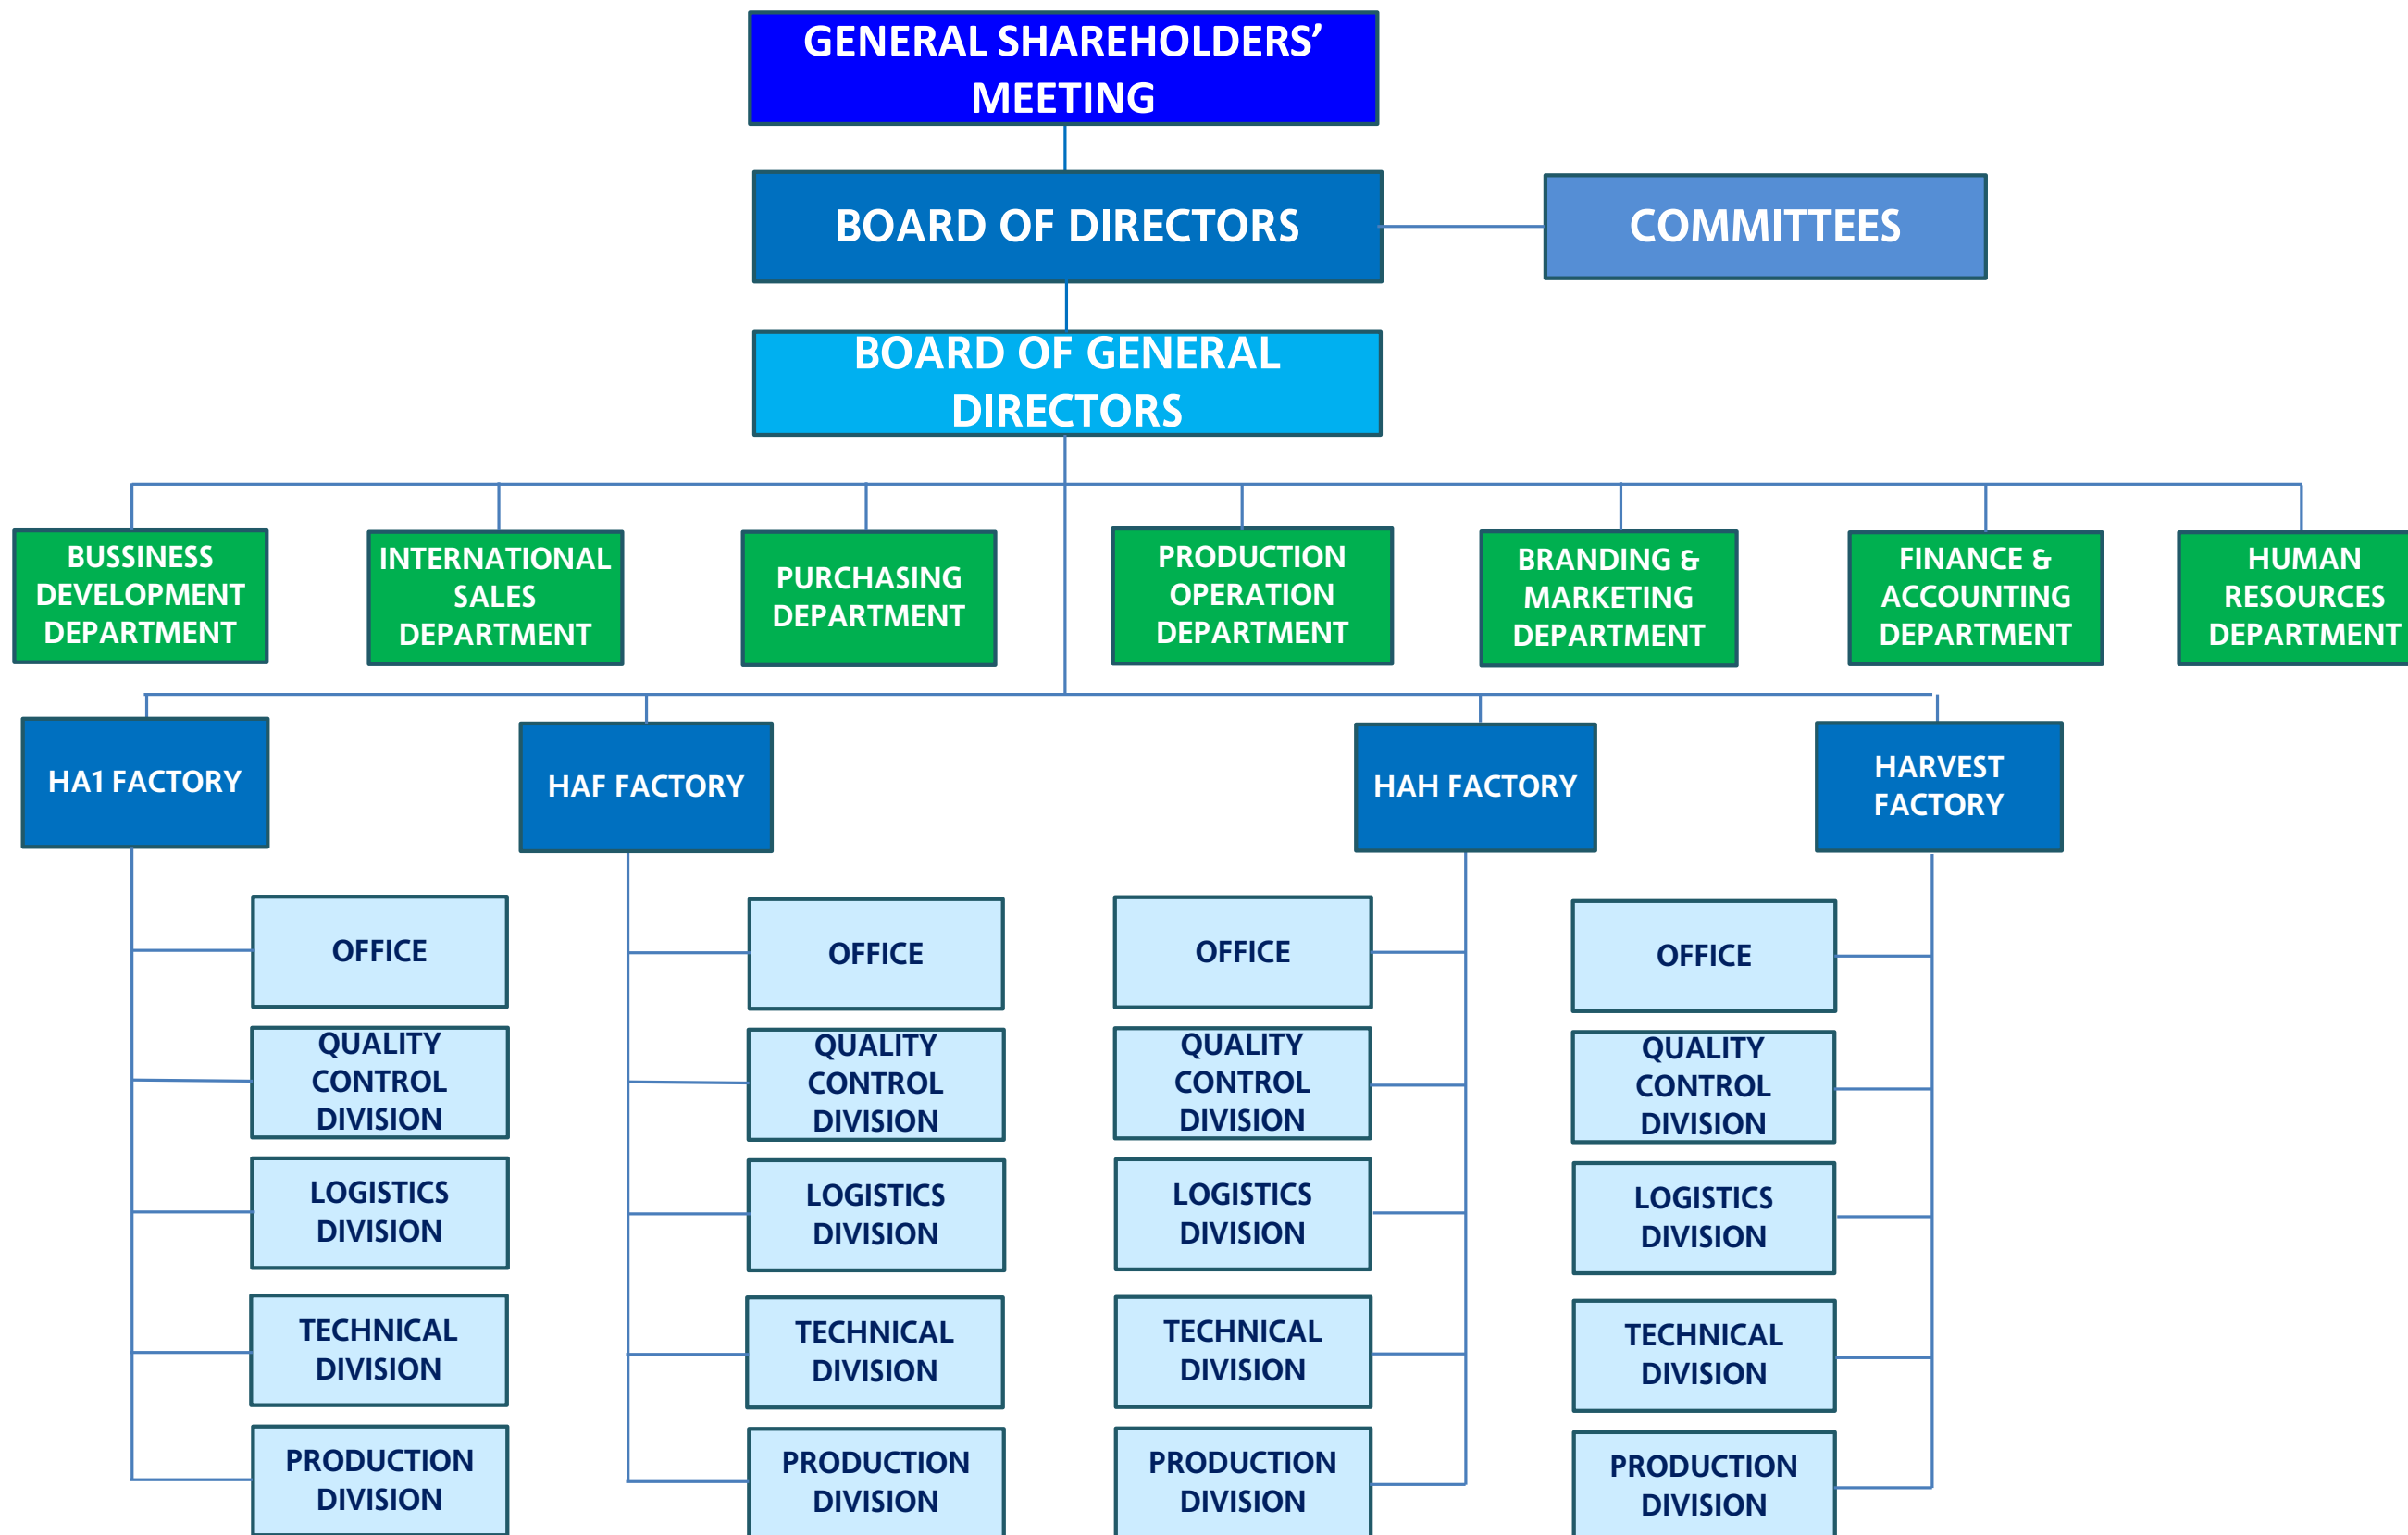 GENERAL SHAREHOLDERS’
MEETING
BOARD OF DIRECTORS
COMMITTEES
BOARD OF GENERAL
DIRECTORS
BUSSINESS
DEVELOPMENT
DEPARTMENT
INTERNATIONAL
SALES
DEPARTMENT
PURCHASING
DEPARTMENT
PRODUCTION
OPERATION
DEPARTMENT
BRANDING &
MARKETING
DEPARTMENT
FINANCE &
ACCOUNTING
DEPARTMENT
HUMAN
RESOURCES
DEPARTMENT
HA1 FACTORY
HAF FACTORY
HAH FACTORY
HARVEST
FACTORY
OFFICE
QUALITY
CONTROL
DIVISION
LOGISTICS
DIVISION
TECHNICAL
DIVISION
PRODUCTION
DIVISION
OFFICE
QUALITY
CONTROL
DIVISION
LOGISTICS
DIVISION
TECHNICAL
DIVISION
PRODUCTION
DIVISION
OFFICE
QUALITY
CONTROL
DIVISION
LOGISTICS
DIVISION
TECHNICAL
DIVISION
PRODUCTION
DIVISION
OFFICE
QUALITY
CONTROL
DIVISION
LOGISTICS
DIVISION
TECHNICAL
DIVISION
PRODUCTION
DIVISION